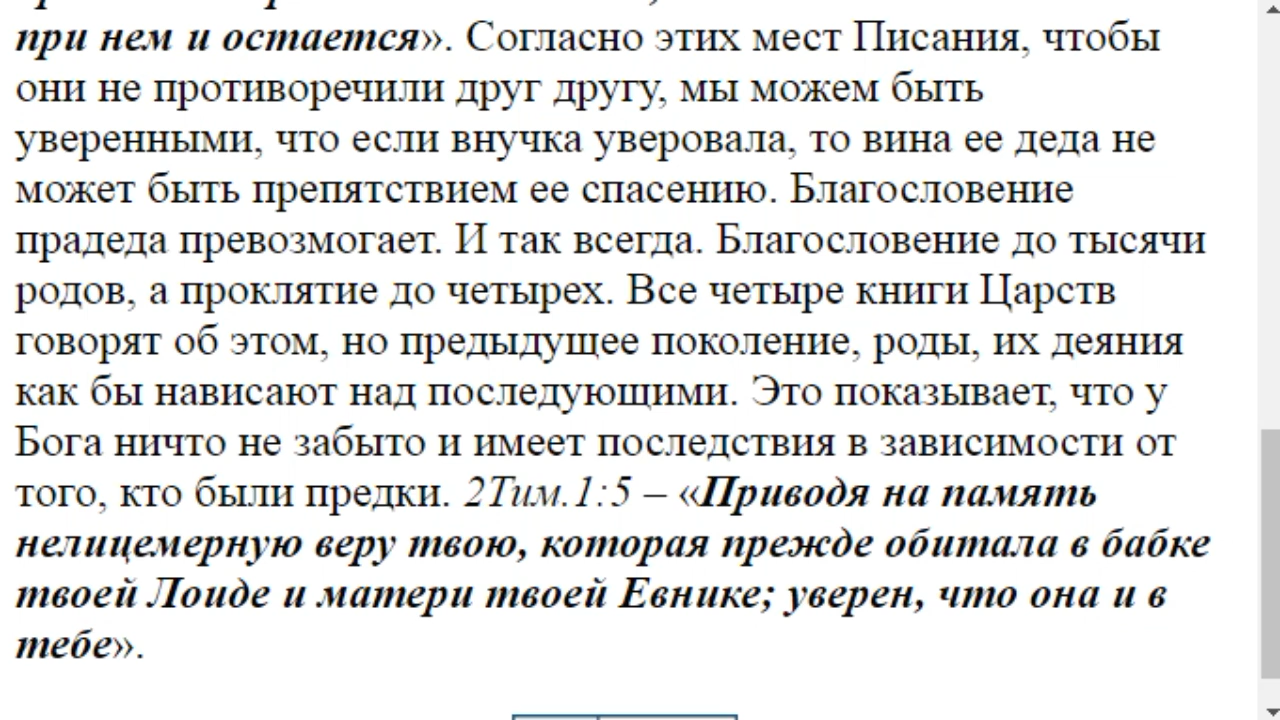 при нем и остается». Согласно этих мест Писания, чтобы
они не противоречили друг другу, мы можем быть
уверенными, что если внучка уверовала, то вина ее деда не
может быть препятствием ее спасению. Благословение
прадеда превозмогает. И так всегда. Благословение до тысячи
родов, а проклятие до четырех. Все четыре книги Царств
говорят об этом, но предыдущее поколение, роды, их деяния
как бы нависают над последующими. Это показывает, что у
Бога ничто не забыто и имеет последствия в зависимости от
того, кто были предки. 2Тим.1:5 – «Приводя на память
нелицемерную веру твою, которая прежде обитала в бабке
твоей Лоиде и матери твоей Евнике; уверен, что она и в
тебе».